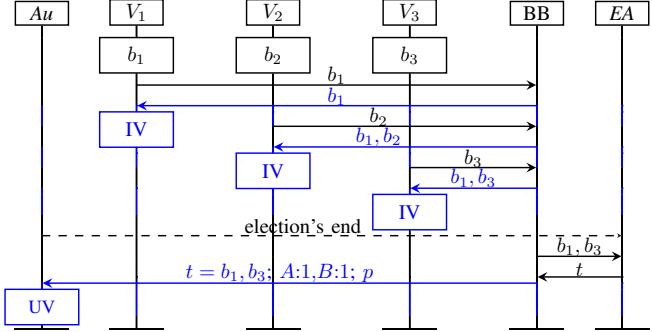 Au V₁ V₂ V₃ BB EA
b₁ b₂ b₃
b₁
b₁
IV
b₂
b₁, b₂
IV
b₃
b₁, b₃
IV
election's end
b₁, b₃
t
t = b₁, b₃; A:1,B:1; p
UV